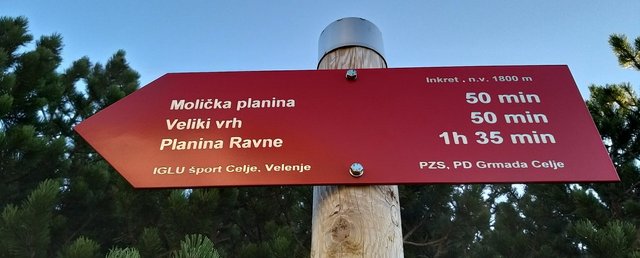 Inkret . n.v. 1800 m
Molička planina 50 min
Veliki vrh 50 min
Planina Ravne 1h 35 min
IGLU šport Celje, Velenje PZS, PD Grmada Celje